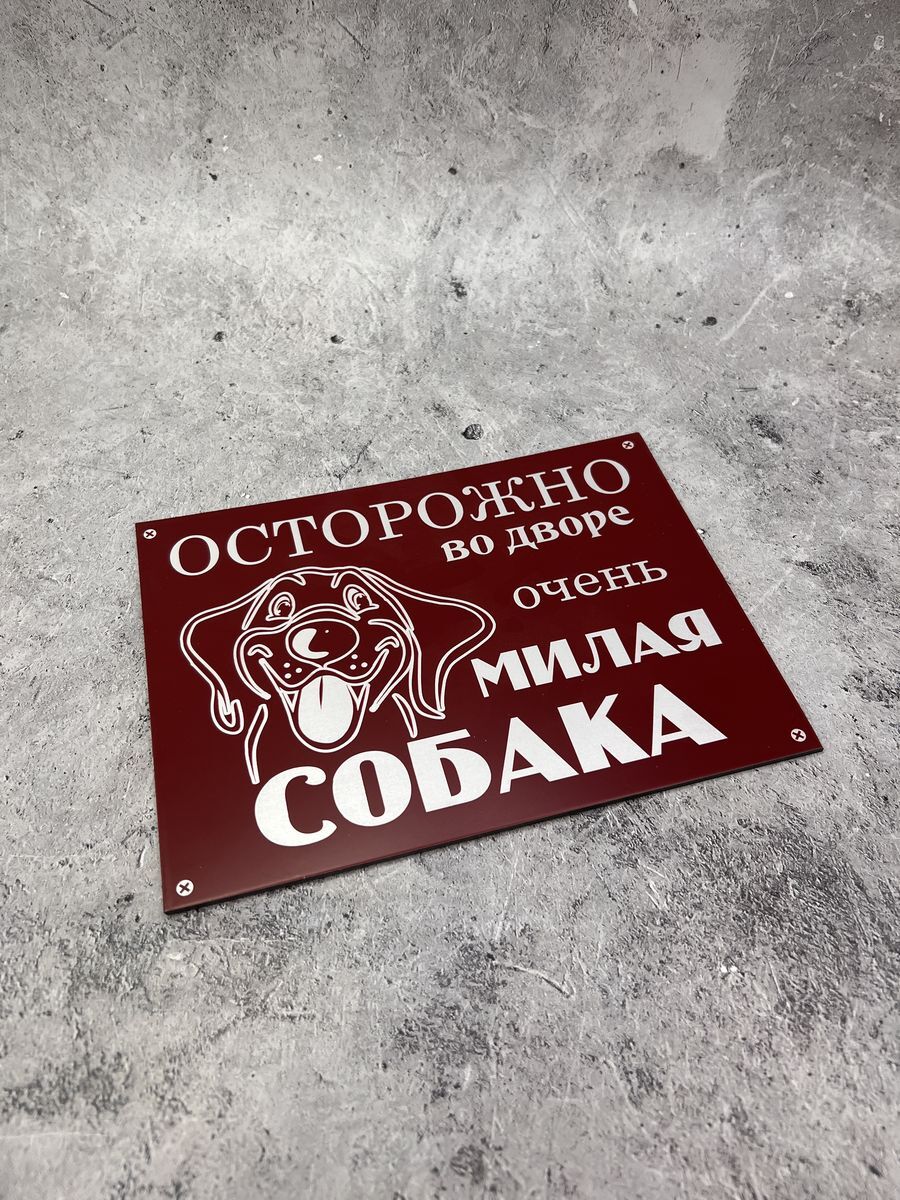 ОСТОРОЖНО
во дворе
очень
МИЛАЯ
СОБАКА